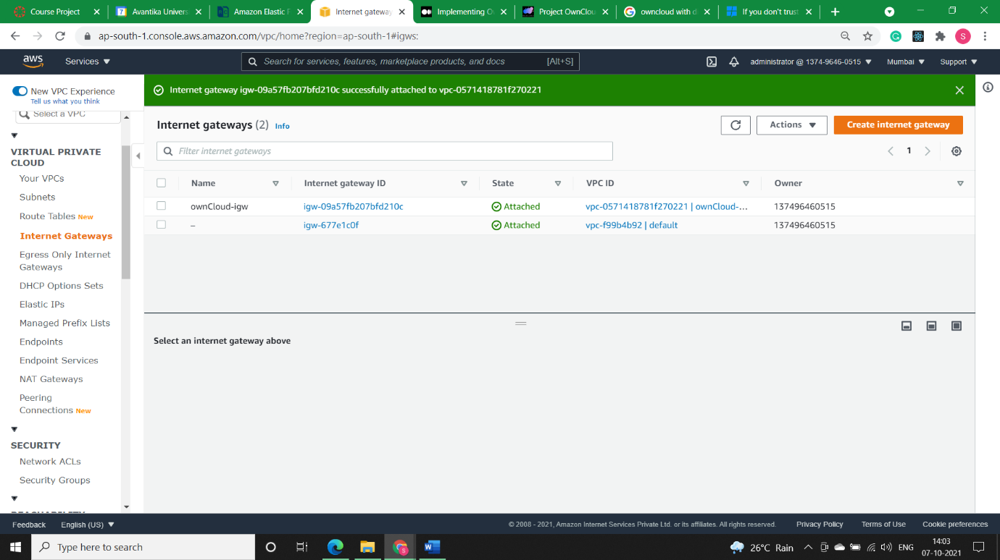 Course Project
Avantika Univers
Amazon Elastic F
Internet gateway
Implementing O
Project OwnClou
owncloud with d
If you don't trust
ap-south-1.console.aws.amazon.com/vpc/home?region=ap-south-1#igws:
S
aws
Services
Search for services, features, marketplace products, and docs
[Alt+S]
administrator @ 1374-9646-0515
Mumbai
Support
New VPC Experience
Tell us what you think
Select a VPC
VIRTUAL PRIVATE
CLOUD
Your VPCs
Subnets
Route Tables New
Internet Gateways
Egress Only Internet
Gateways
DHCP Options Sets
Elastic IPs
Managed Prefix Lists
Endpoints
Endpoint Services
NAT Gateways
Peering
Connections New
SECURITY
Network ACLs
Security Groups
REACHABILITY
Internet gateway igw-09a57fb207bfd210c successfully attached to vpc-0571418781f270221
Internet gateways (2) Info
Actions
Create internet gateway
Filter internet gateways
1
Name Internet gateway ID State VPC ID Owner
ownCloud-igw igw-09a57fb207bfd210c Attached vpc-0571418781f270221 | ownCloud-... 137496460515
– igw-677e1c0f Attached vpc-f99b4b92 | default 137496460515
Select an internet gateway above
Feedback English (US) © 2008 - 2021, Amazon Internet Services Private Ltd. or its affiliates. All rights reserved. Privacy Policy Terms of Use Cookie preferences
Type here to search
26°C Rain
ENG
14:03
07-10-2021